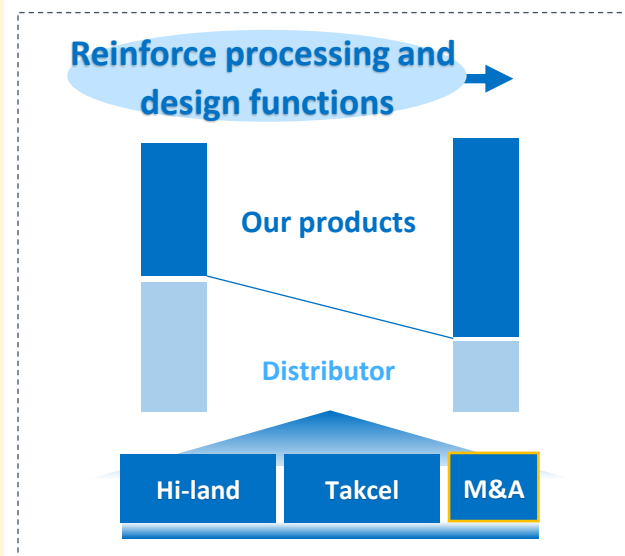 Reinforce processing and
design functions
Our products
Distributor
Hi-land
Takcel
M&A